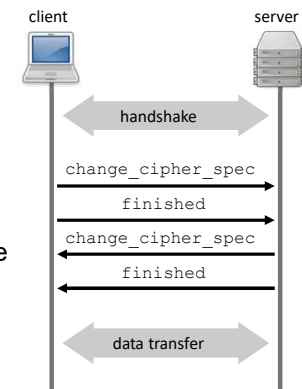 client
server
handshake
change_cipher_spec
finished
change_cipher_spec
e
finished
data transfer